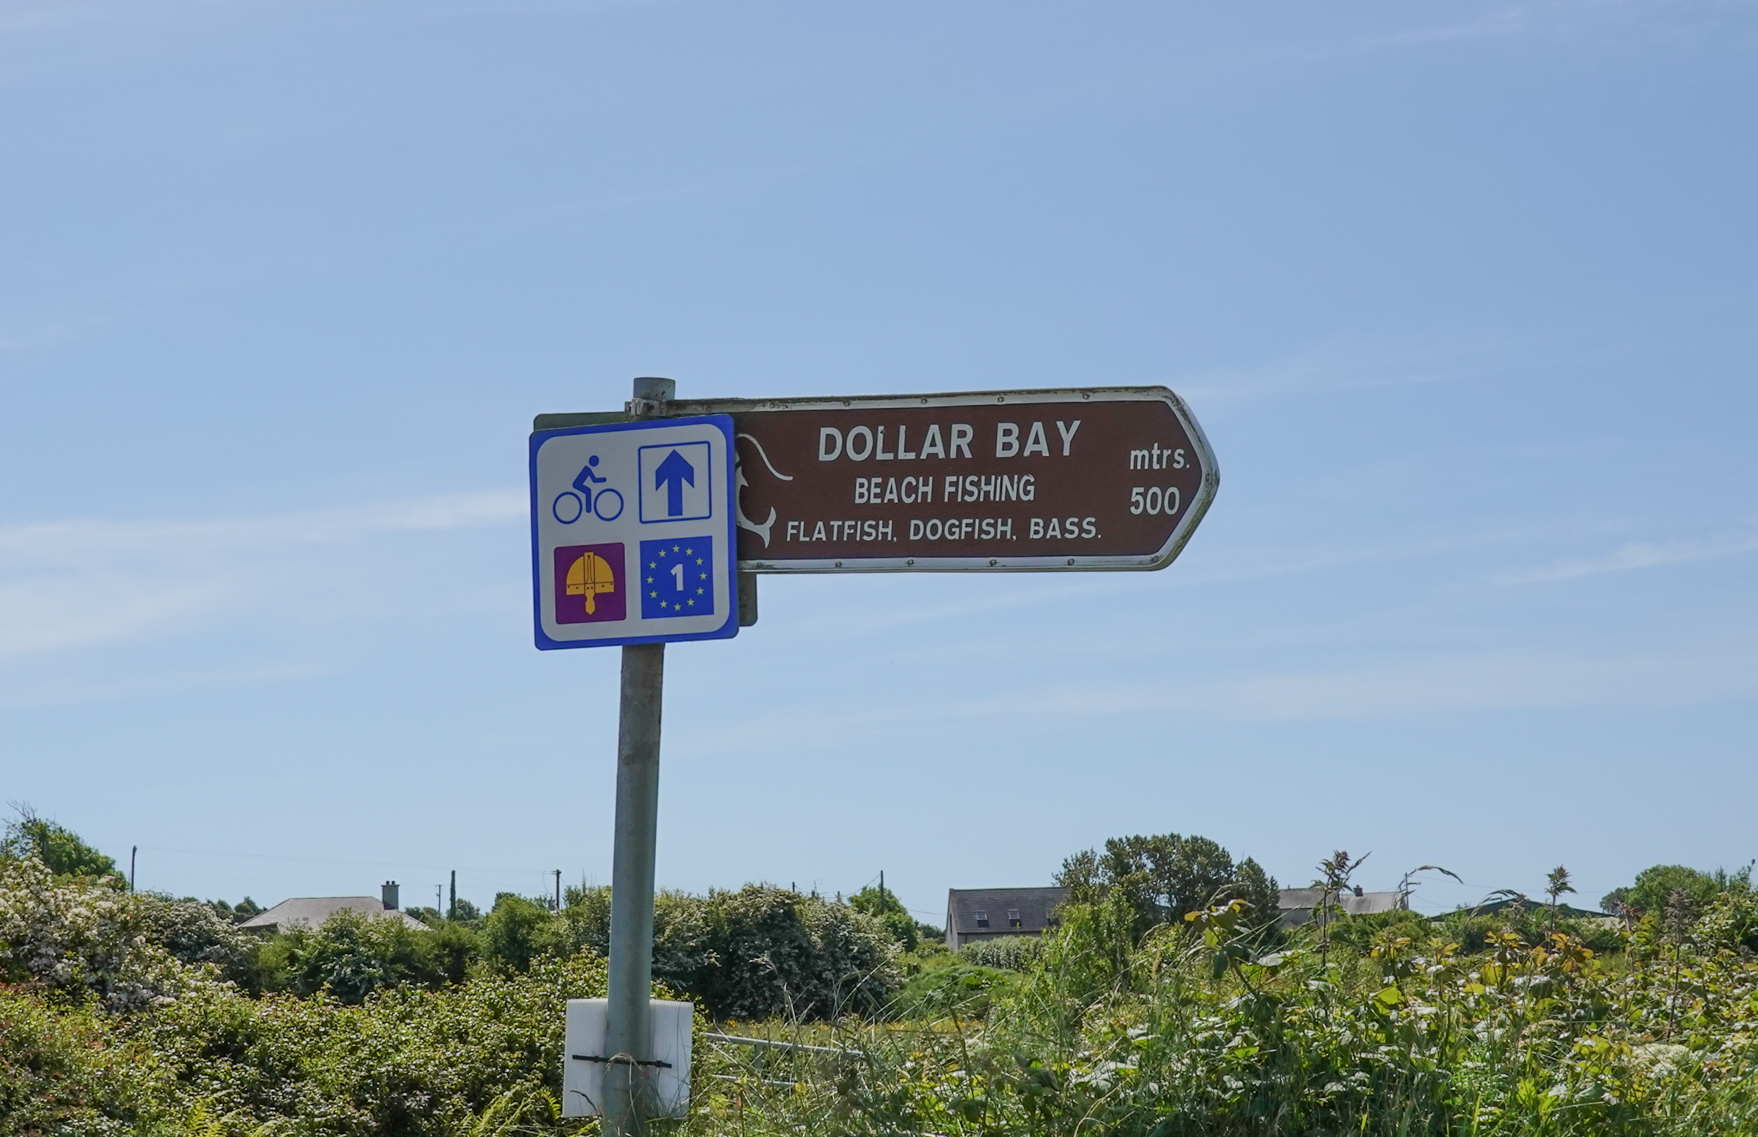 DOLLAR BAY
BEACH FISHING
FLATFISH, DOGFISH, BASS.
mtrs.
500
1